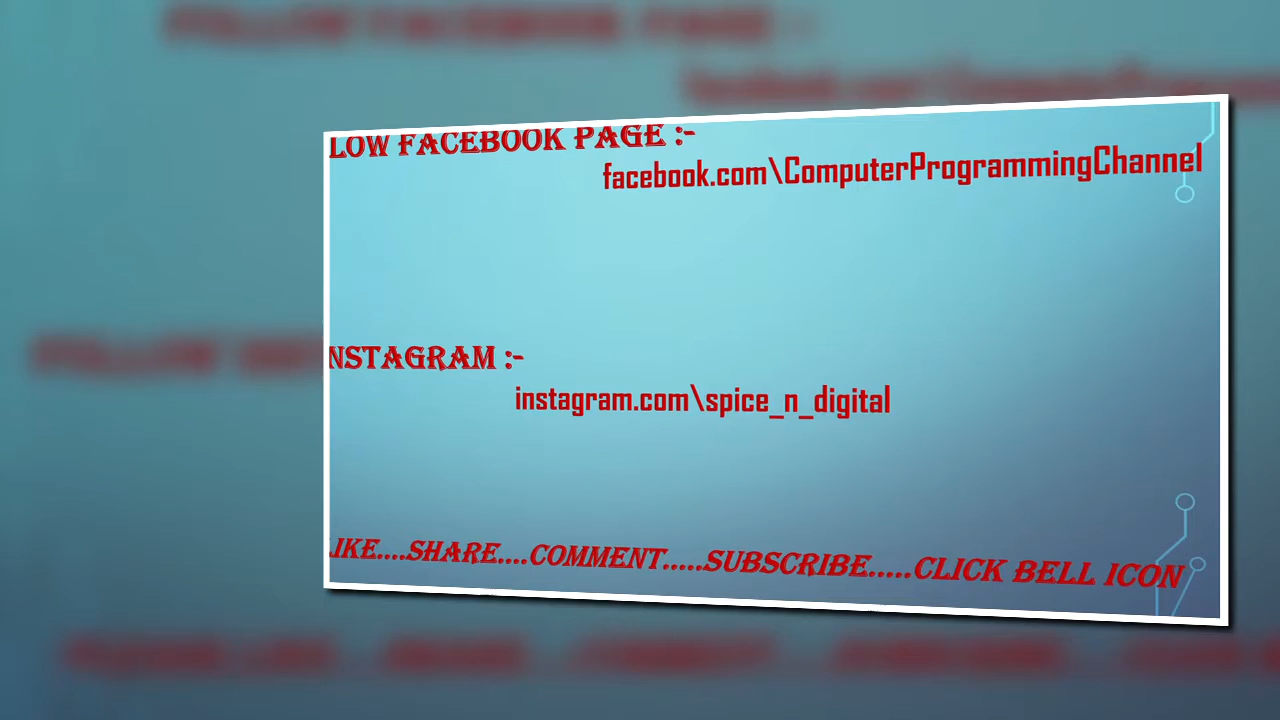 LOW FACEBOOK PAGE :-
facebook.com\ComputerProgrammingChannel
NSTAGRAM :-
instagram.com\spice_n_digital
IKE....SHARE....COMMENT.....SUBSCRIBE.....CLICK BELL ICON